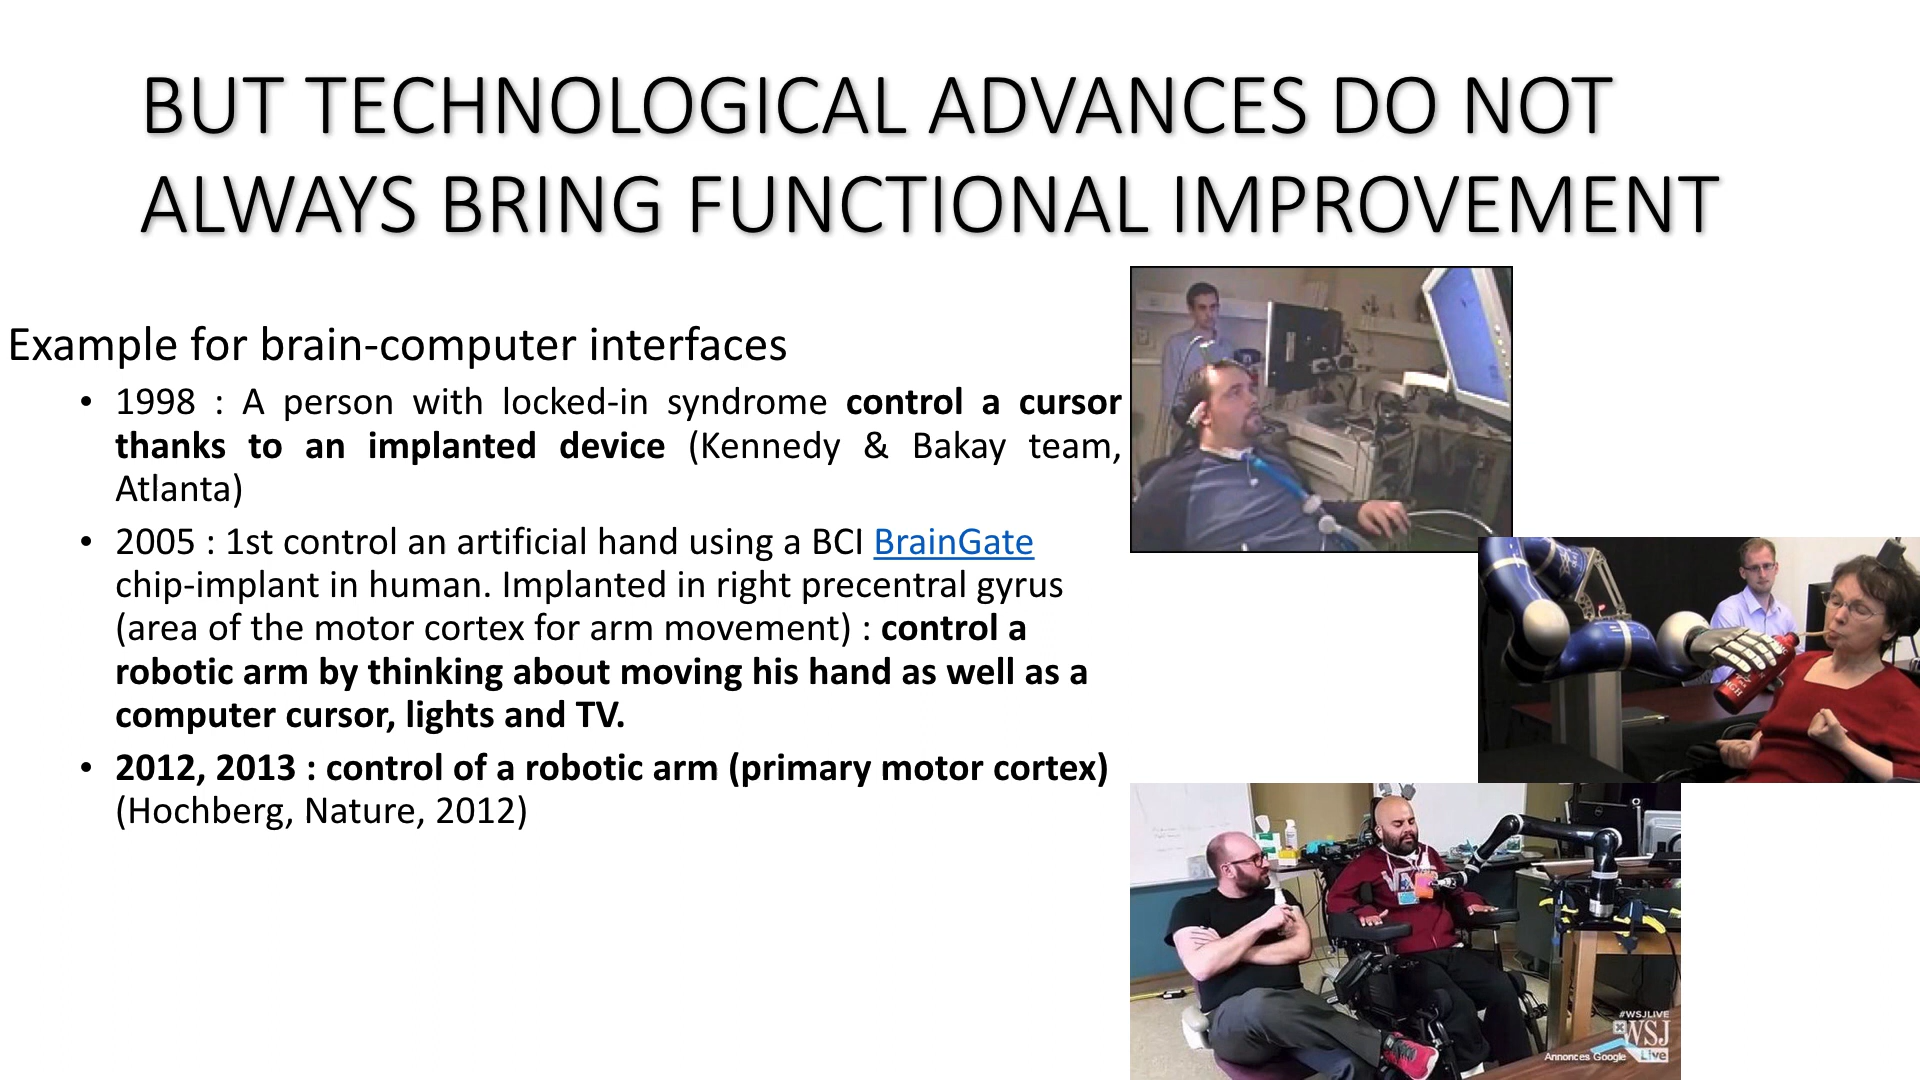 BUT TECHNOLOGICAL ADVANCES DO NOT
ALWAYS BRING FUNCTIONAL IMPROVEMENT
Example for brain-computer interfaces
• 1998 : A person with locked-in syndrome control a cursor
thanks to an implanted device (Kennedy & Bakay team,
Atlanta)
• 2005 : 1st control an artificial hand using a BCI BrainGate
chip-implant in human. Implanted in right precentral gyrus
(area of the motor cortex for arm movement) : control a
robotic arm by thinking about moving his hand as well as a
computer cursor, lights and TV.
• 2012, 2013 : control of a robotic arm (primary motor cortex)
(Hochberg, Nature, 2012)
#WSJLIVE
WSJ
Annonces Google
Live